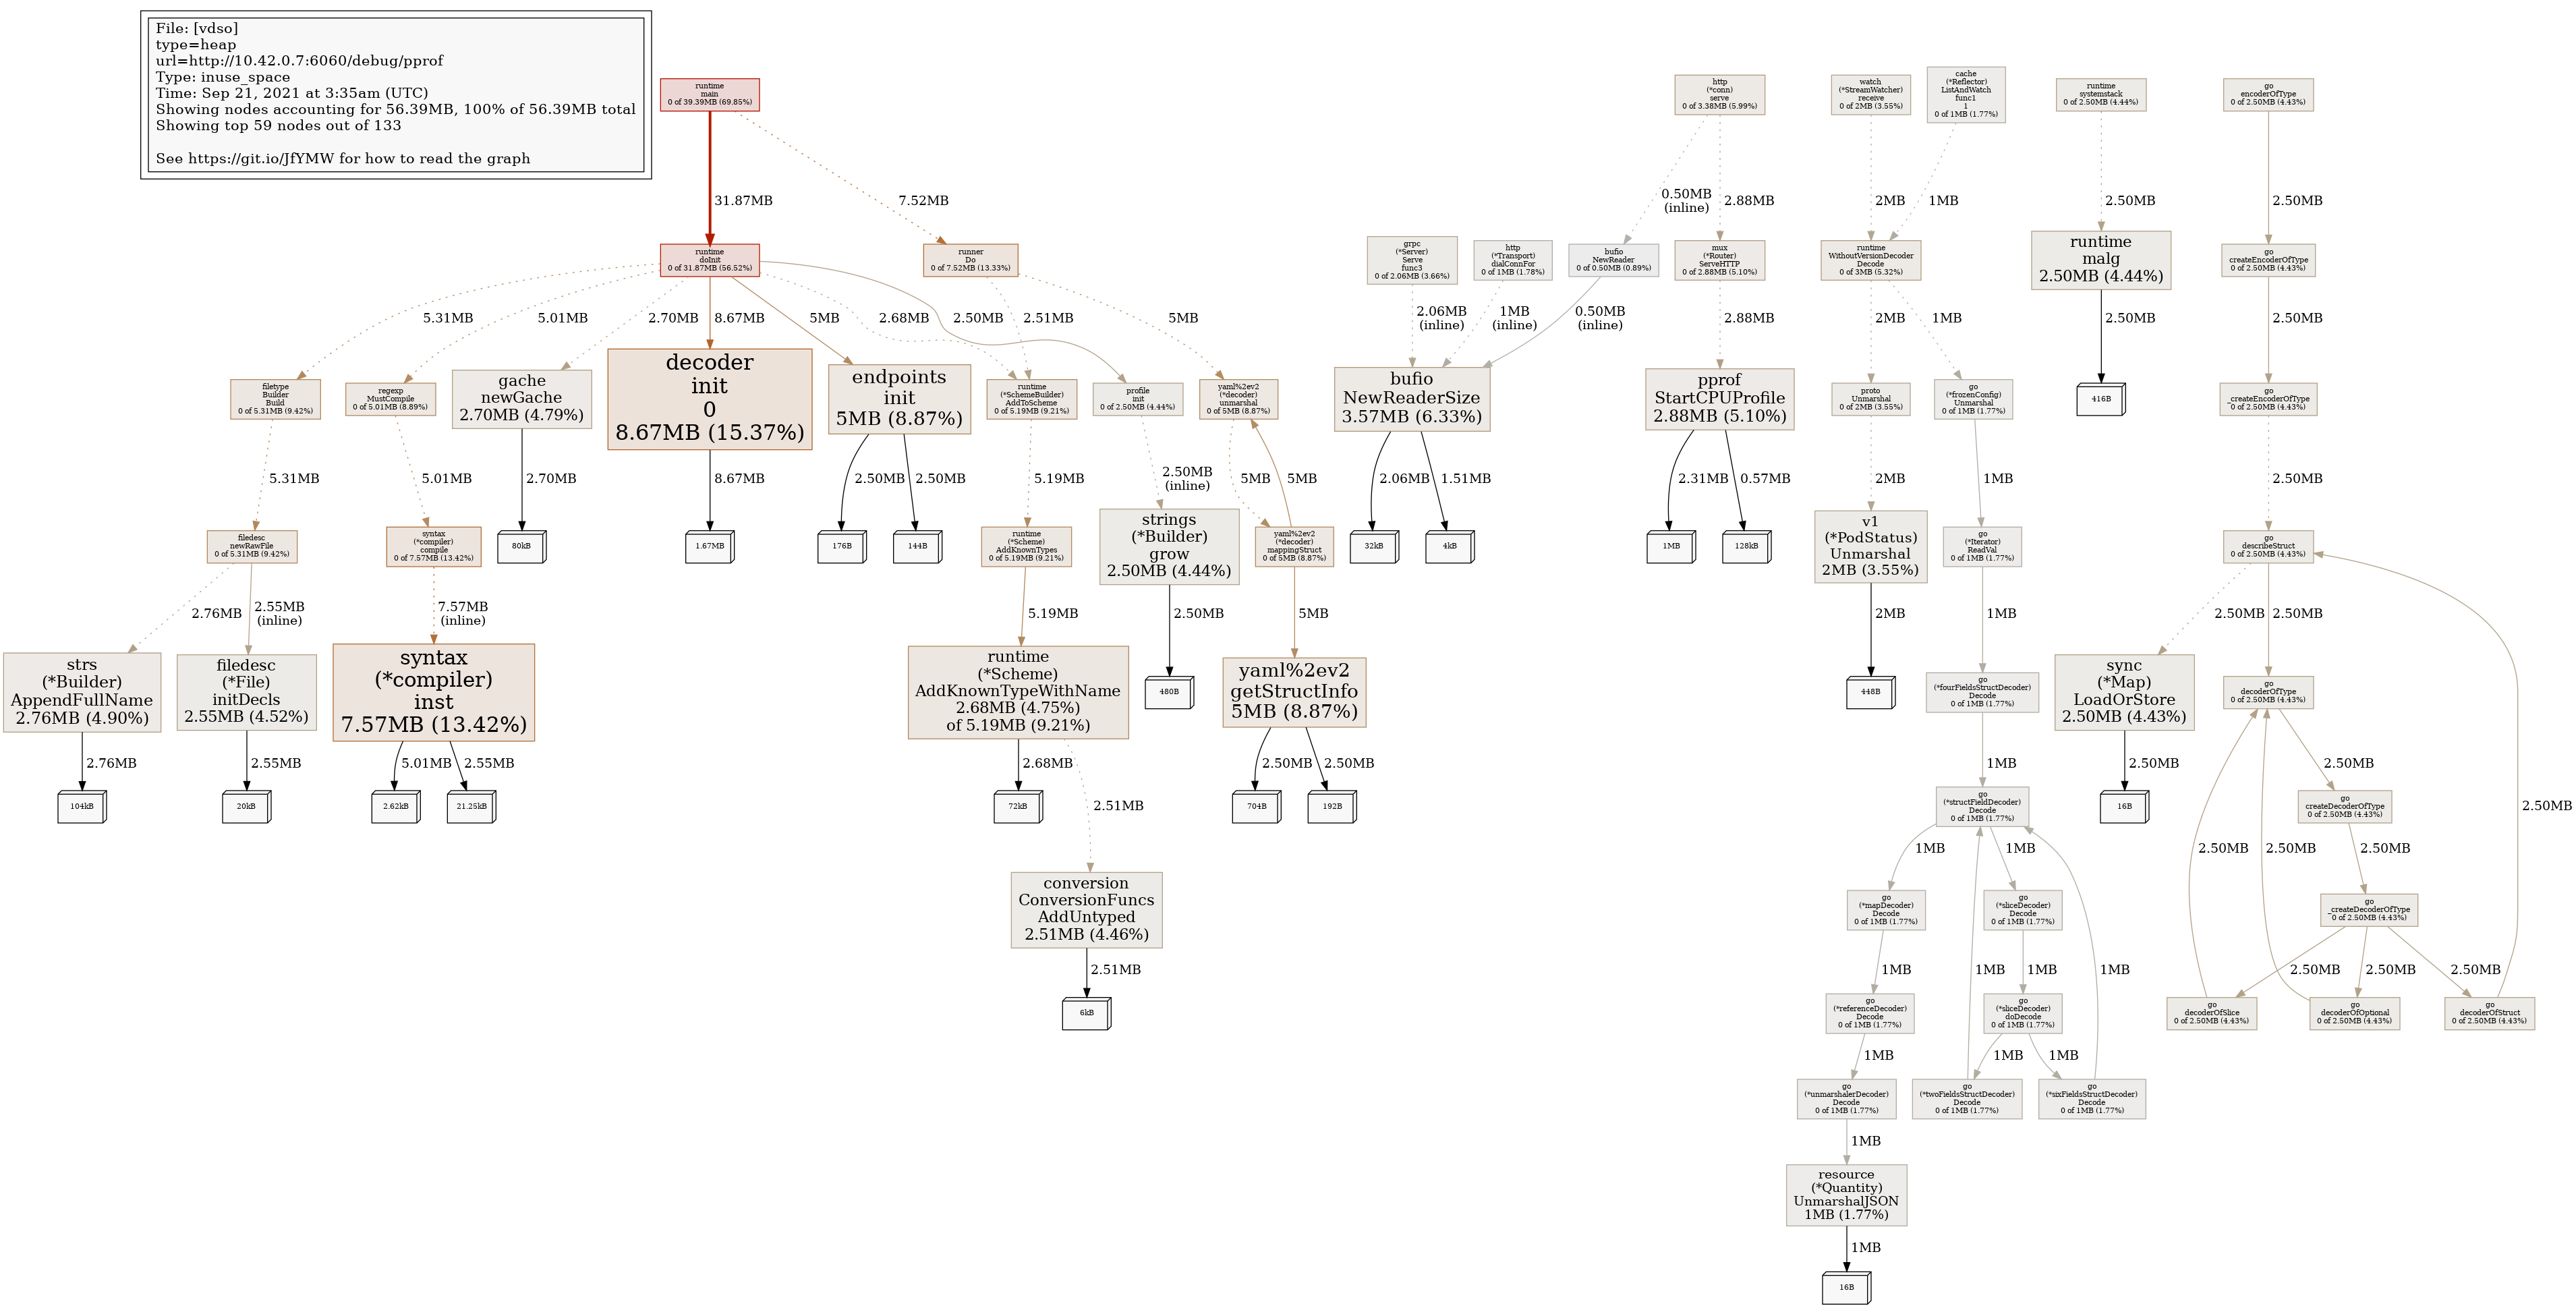 File: [vdso]
type=heap
url=http://10.42.0.7:6060/debug/pprof
Type: inuse_space
Time: Sep 21, 2021 at 3:35am (UTC)
Showing nodes accounting for 56.39MB, 100% of 56.39MB total
Showing top 59 nodes out of 133
See https://git.io/JfYMW for how to read the graph
runtime
main
0 of 39.39MB (69.85%)
http
(*conn)
serve
0 of 3.38MB (5.99%)
watch
(*StreamWatcher)
receive
0 of 2MB (3.55%)
cache
(*Reflector)
ListAndWatch
func1
1
0 of 1MB (1.77%)
runtime
systemstack
0 of 2.50MB (4.44%)
go
encoderOfType
0 of 2.50MB (4.43%)
31.87MB
7.52MB
0.50MB
(inline)
2.88MB
2MB
1MB
2.50MB
2.50MB
runtime
doInit
0 of 31.87MB (56.52%)
runner
Do
0 of 7.52MB (13.33%)
grpc
(*Server)
Serve
func3
0 of 2.06MB (3.66%)
http
(*Transport)
dialConnFor
0 of 1MB (1.78%)
bufio
NewReader
0 of 0.50MB (0.89%)
mux
(*Router)
ServeHTTP
0 of 2.88MB (5.10%)
runtime
WithoutVersionDecoder
Decode
0 of 3MB (5.32%)
runtime
malg
2.50MB (4.44%)
go
createEncoderOfType
0 of 2.50MB (4.43%)
5.31MB
5.01MB
2.70MB
8.67MB
5MB
2.68MB
2.50MB
2.51MB
5MB
2.06MB
(inline)
1MB
(inline)
0.50MB
(inline)
2.88MB
2MB
1MB
2.50MB
2.50MB
filetype
Builder
Build
0 of 5.31MB (9.42%)
regexp
MustCompile
0 of 5.01MB (8.89%)
gache
newGache
2.70MB (4.79%)
decoder
init
0
8.67MB (15.37%)
endpoints
init
5MB (8.87%)
runtime
(*SchemeBuilder)
AddToScheme
0 of 5.19MB (9.21%)
profile
init
0 of 2.50MB (4.44%)
yaml%2ev2
(*decoder)
unmarshal
0 of 5MB (8.87%)
bufio
NewReaderSize
3.57MB (6.33%)
pprof
StartCPUProfile
2.88MB (5.10%)
proto
Unmarshal
0 of 2MB (3.55%)
go
(*frozenConfig)
Unmarshal
0 of 1MB (1.77%)
416B
go
_createEncoderOfType
0 of 2.50MB (4.43%)
5.31MB
5.01MB
2.70MB
8.67MB
2.50MB
2.50MB
5.19MB
2.50MB
(inline)
5MB
5MB
2.06MB
1.51MB
2.31MB
0.57MB
2MB
1MB
2.50MB
filedesc
newRawFile
0 of 5.31MB (9.42%)
syntax
(*compiler)
compile
0 of 7.57MB (13.42%)
80kB
1.67MB
176B
144B
runtime
(*Scheme)
AddKnownTypes
0 of 5.19MB (9.21%)
strings
(*Builder)
grow
2.50MB (4.44%)
yaml%2ev2
(*decoder)
mappingStruct
0 of 5MB (8.87%)
32kB
4kB
1MB
128kB
v1
(*PodStatus)
Unmarshal
2MB (3.55%)
go
(*Iterator)
ReadVal
0 of 1MB (1.77%)
go
describeStruct
0 of 2.50MB (4.43%)
2.76MB
2.55MB
(inline)
7.57MB
(inline)
5.19MB
2.50MB
5MB
2MB
1MB
2.50MB
2.50MB
strs
(*Builder)
AppendFullName
2.76MB (4.90%)
filedesc
(*File)
initDecls
2.55MB (4.52%)
syntax
(*compiler)
inst
7.57MB (13.42%)
runtime
(*Scheme)
AddKnownTypeWithName
2.68MB (4.75%)
of 5.19MB (9.21%)
480B
yaml%2ev2
getStructInfo
5MB (8.87%)
448B
go
(*fourFieldsStructDecoder)
Decode
0 of 1MB (1.77%)
sync
(*Map)
LoadOrStore
2.50MB (4.43%)
go
decoderOfType
0 of 2.50MB (4.43%)
2.76MB
2.55MB
5.01MB
2.55MB
2.68MB
2.51MB
2.50MB
2.50MB
1MB
2.50MB
2.50MB
2.50MB
104kB
20kB
2.62kB
21.25kB
72kB
704B
192B
go
(*structFieldDecoder)
Decode
0 of 1MB (1.77%)
16B
go
createDecoderOfType
0 of 2.50MB (4.43%)
1MB
1MB
2.50MB
2.50MB
2.50MB
conversion
ConversionFuncs
AddUntyped
2.51MB (4.46%)
go
(*mapDecoder)
Decode
0 of 1MB (1.77%)
go
(*sliceDecoder)
Decode
0 of 1MB (1.77%)
go
_createDecoderOfType
0 of 2.50MB (4.43%)
2.51MB
1MB
1MB
1MB
1MB
2.50MB
2.50MB
2.50MB
6kB
go
(*referenceDecoder)
Decode
0 of 1MB (1.77%)
go
(*sliceDecoder)
doDecode
0 of 1MB (1.77%)
go
decoderOfSlice
0 of 2.50MB (4.43%)
go
decoderOfOptional
0 of 2.50MB (4.43%)
go
decoderOfStruct
0 of 2.50MB (4.43%)
1MB
1MB
1MB
go
(*unmarshalerDecoder)
Decode
0 of 1MB (1.77%)
go
(*twoFieldsStructDecoder)
Decode
0 of 1MB (1.77%)
go
(*sixFieldsStructDecoder)
Decode
0 of 1MB (1.77%)
1MB
resource
(*Quantity)
UnmarshalJSON
1MB (1.77%)
1MB
16B